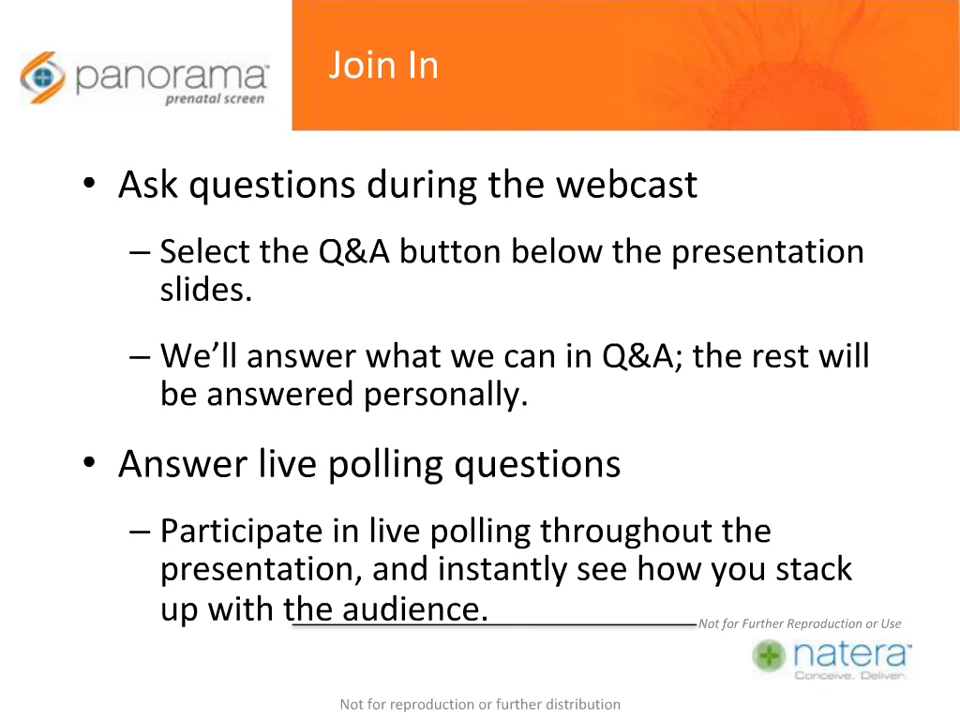 panorama™
prenatal screen
Join In
• Ask questions during the webcast
– Select the Q&A button below the presentation
slides.
– We’ll answer what we can in Q&A; the rest will
be answered personally.
• Answer live polling questions
– Participate in live polling throughout the
presentation, and instantly see how you stack
up with the audience.
Not for Further Reproduction or Use
natera™
Conceive. Deliver.
Not for reproduction or further distribution